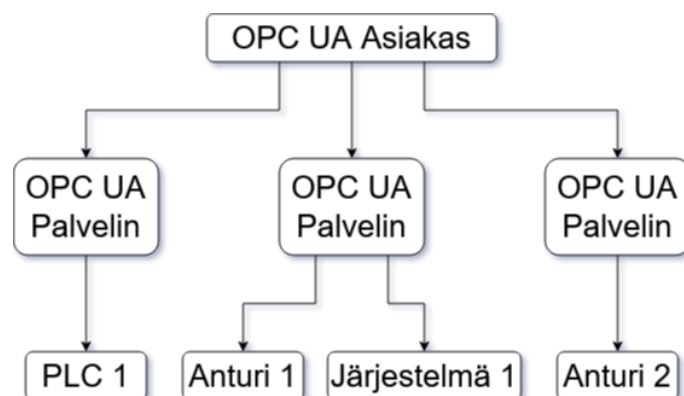 OPC UA Asiakas
OPC UA
Palvelin
OPC UA
Palvelin
OPC UA
Palvelin
PLC 1
Anturi 1
Järjestelmä 1
Anturi 2